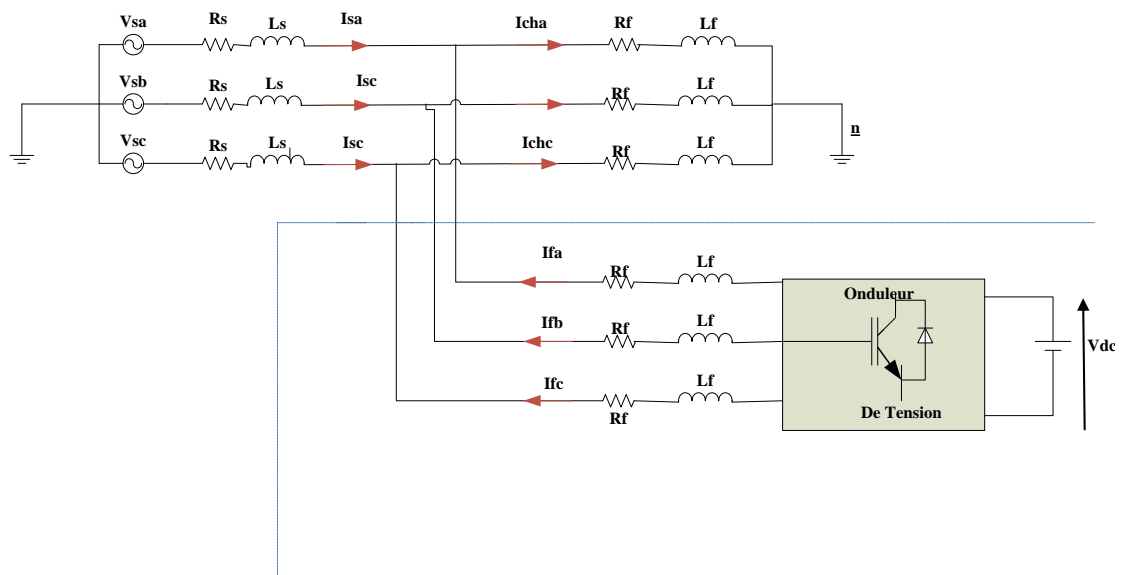 Vsa Rs Ls Isa Icha Rf Lf
Vsb Rs Ls Isc Rf Lf
n
Vsc Rs Ls Isc Ichc Rf Lf
Ifa Rf Lf
Onduleur
Ifb Rf Lf
Vdc
Ifc Rf Lf
De Tension